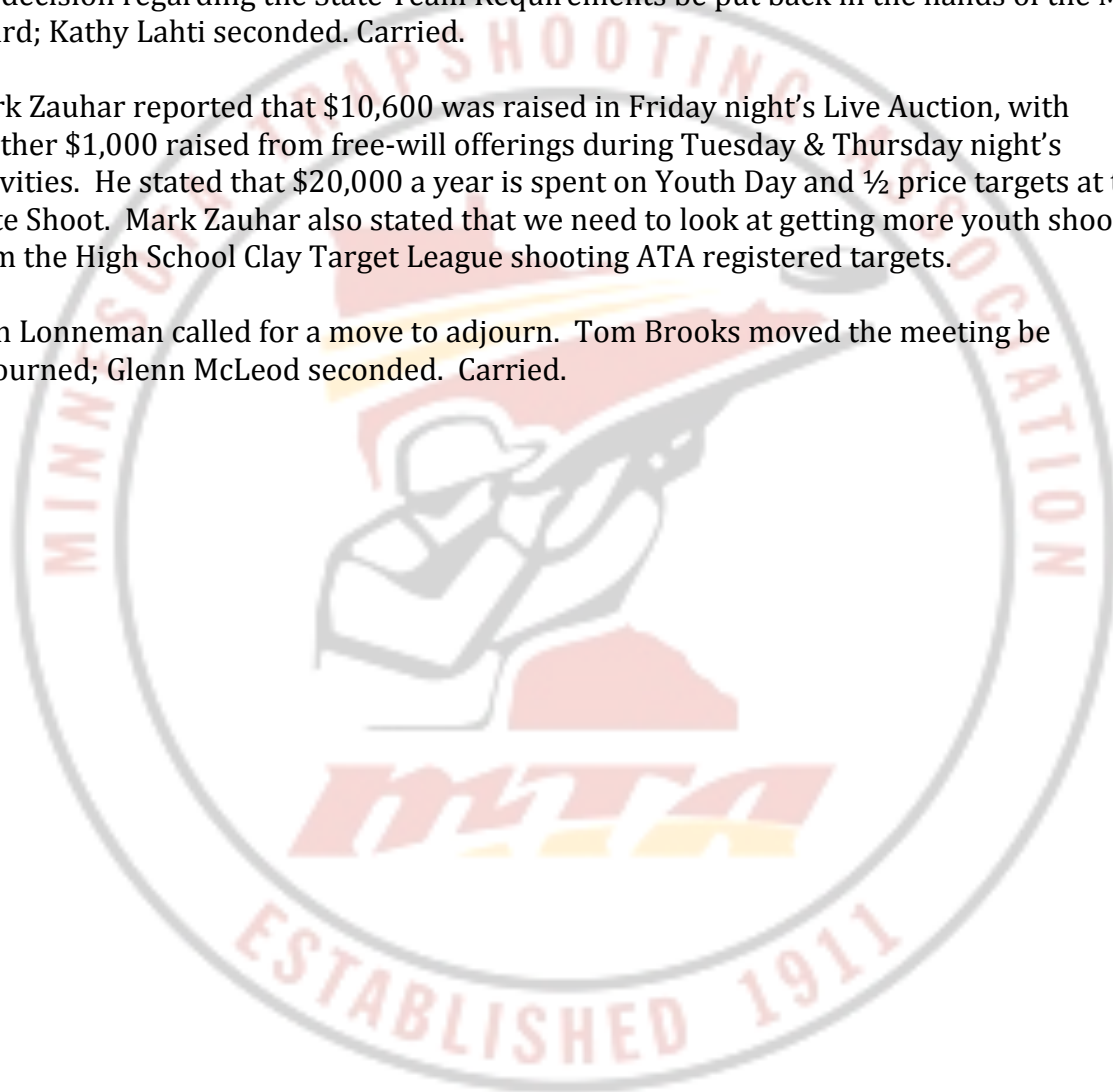 decision regarding the State Team Requirements be put back in the hands of the M
rd; Kathy Lahti seconded. Carried.
rk Zauhar reported that $10,600 was raised in Friday night’s Live Auction, with
ther $1,000 raised from free-will offerings during Tuesday & Thursday night’s
vities. He stated that $20,000 a year is spent on Youth Day and ½ price targets at t
te Shoot. Mark Zauhar also stated that we need to look at getting more youth shoo
m the High School Clay Target League shooting ATA registered targets.
n Lonneman called for a move to adjourn. Tom Brooks moved the meeting be
ourned; Glenn McLeod seconded. Carried.
MINNESOTA TRAPSHOOTING ASSOCIATION
MTA
ESTABLISHED 1911